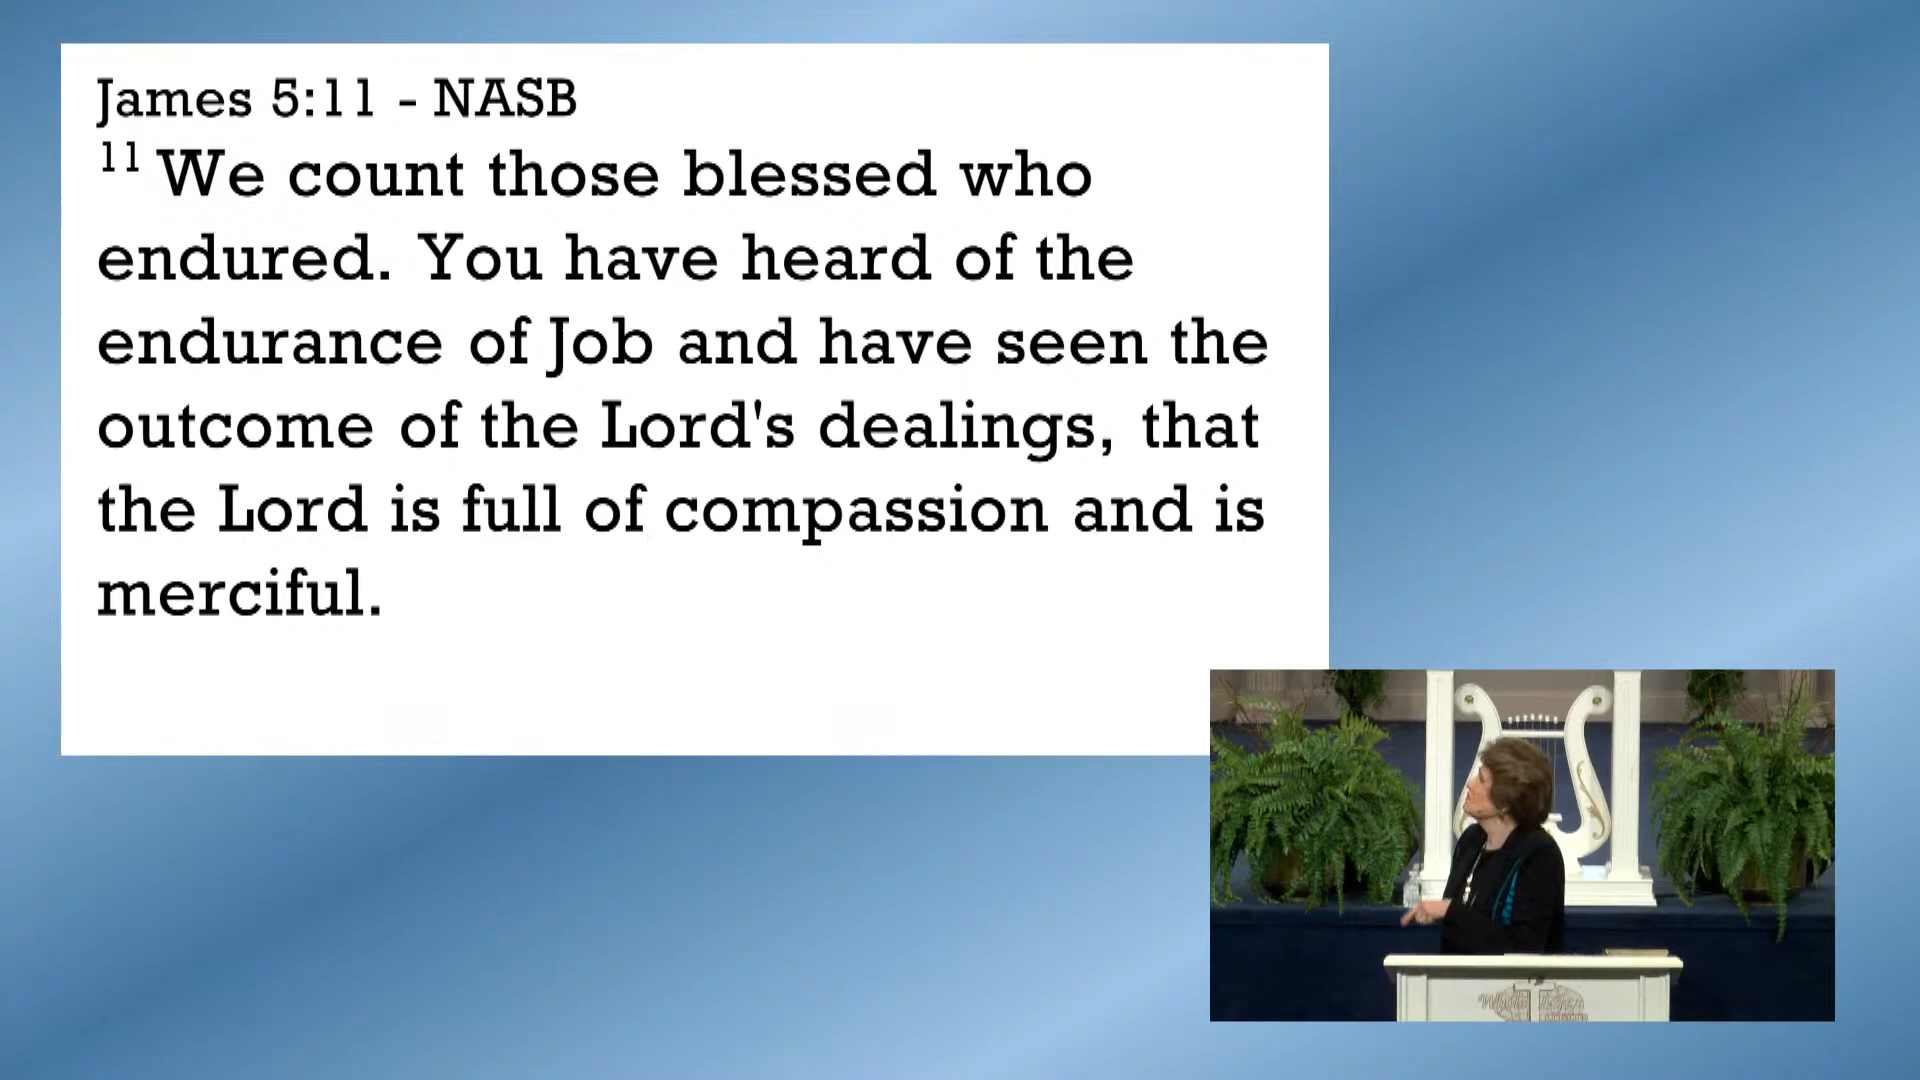 James 5:11 - NASB
11 We count those blessed who
endured. You have heard of the
endurance of Job and have seen the
outcome of the Lord's dealings, that
the Lord is full of compassion and is
merciful.